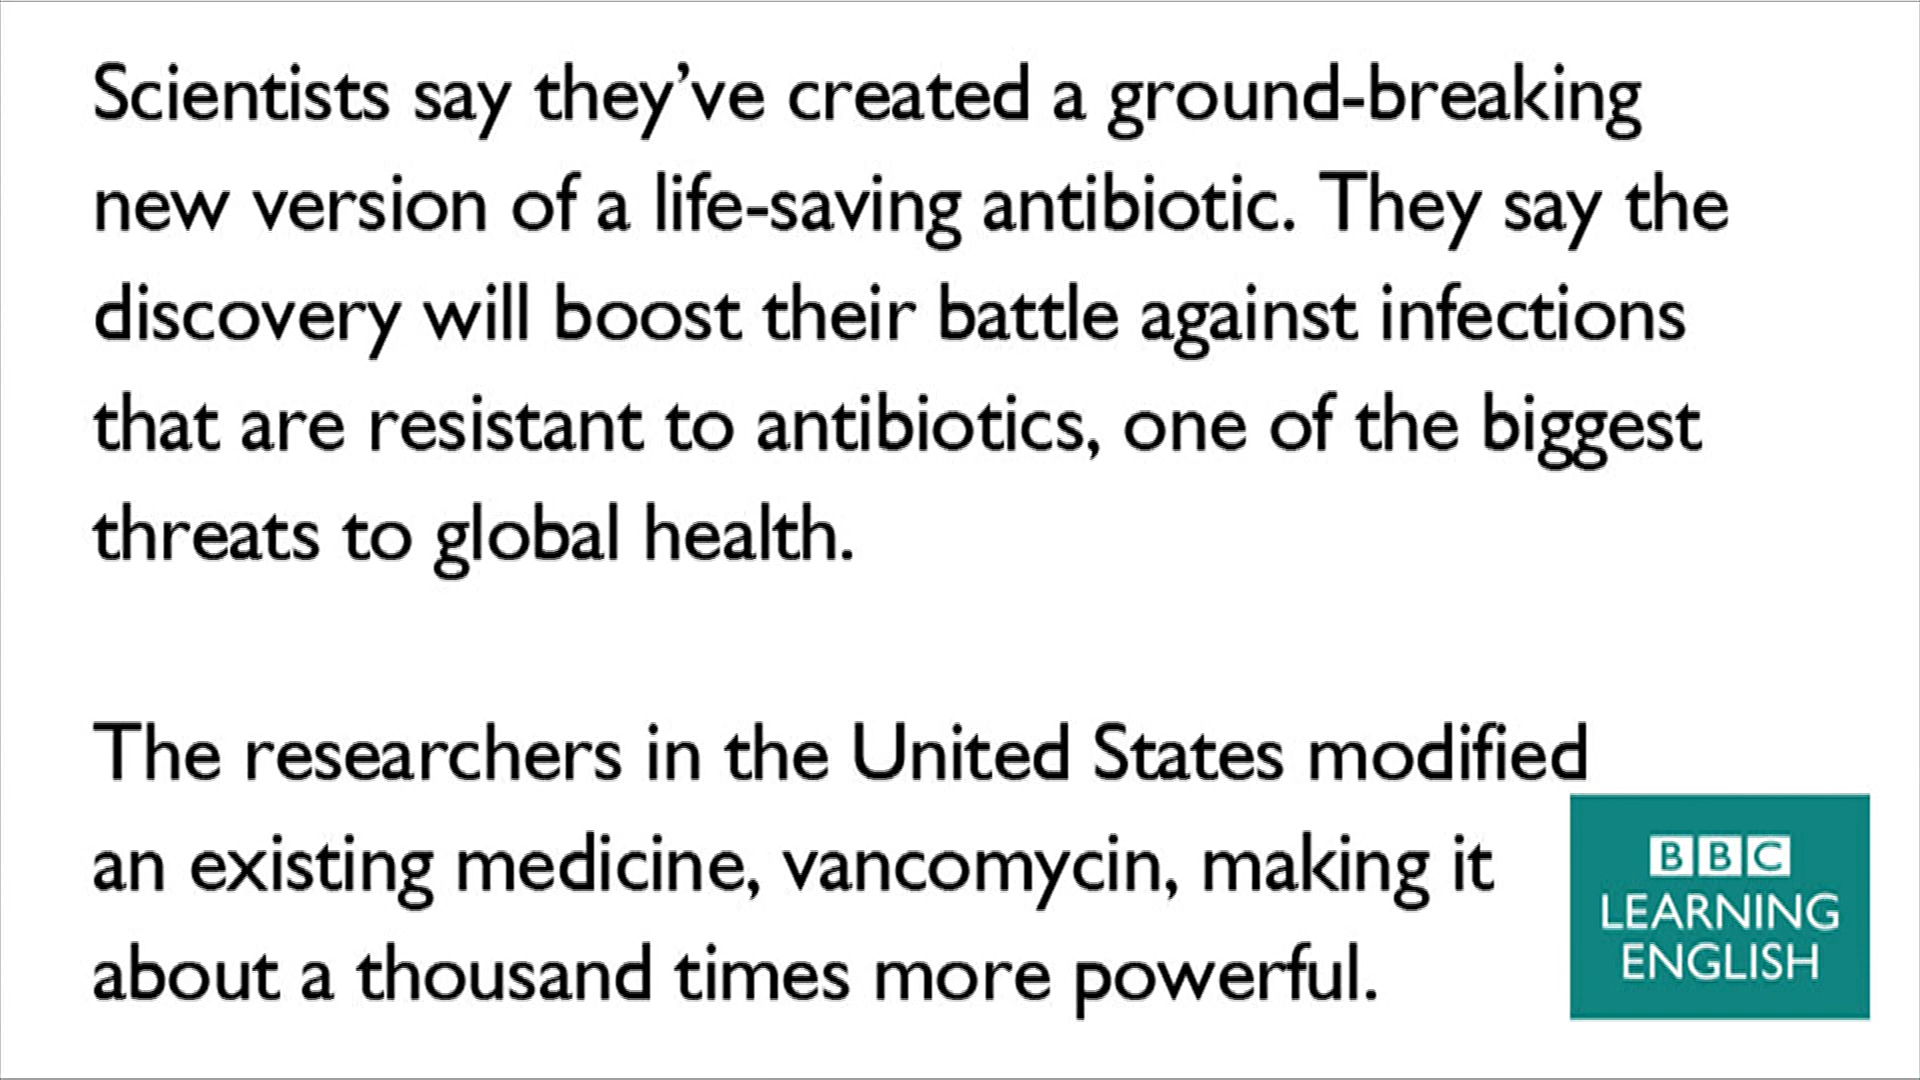 Scientists say they’ve created a ground-breaking
new version of a life-saving antibiotic. They say the
discovery will boost their battle against infections
that are resistant to antibiotics, one of the biggest
threats to global health.
The researchers in the United States modified
an existing medicine, vancomycin, making it
about a thousand times more powerful.
BBC
LEARNING
ENGLISH